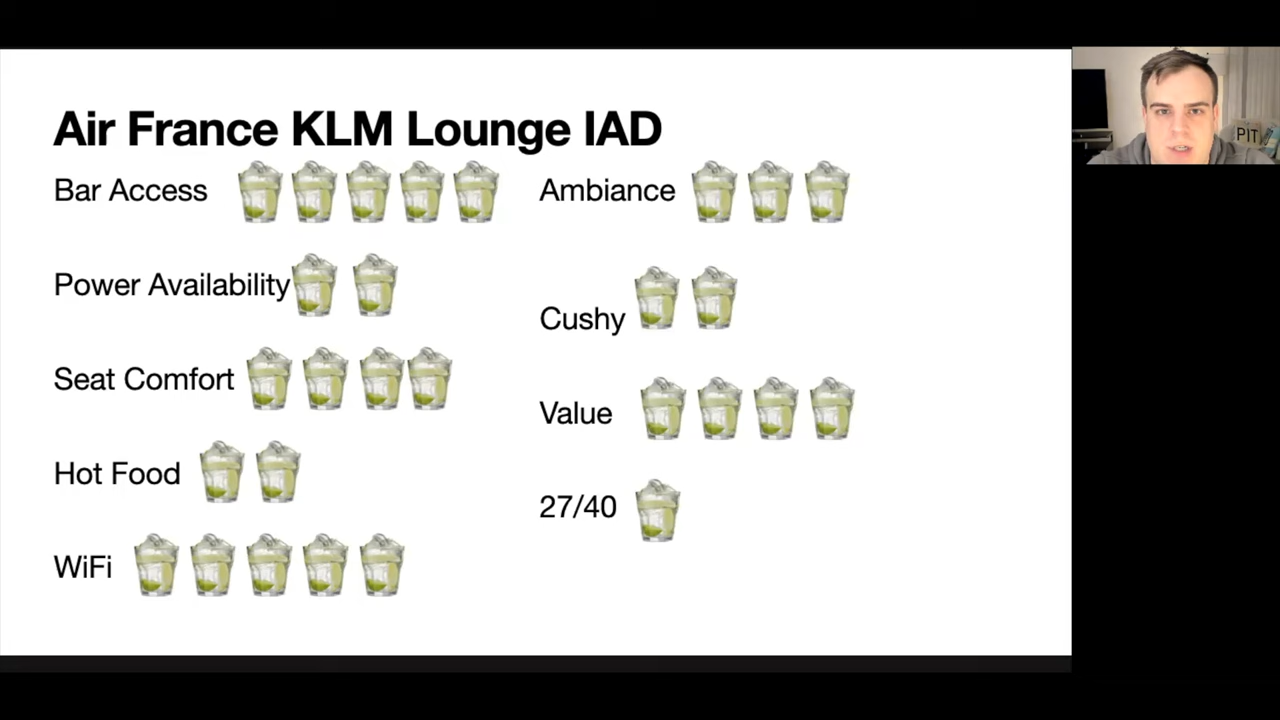 Air France KLM Lounge IAD
Bar Access
Power Availability
Seat Comfort
Hot Food
WiFi
Ambiance
Cushy
Value
27/40
PIT